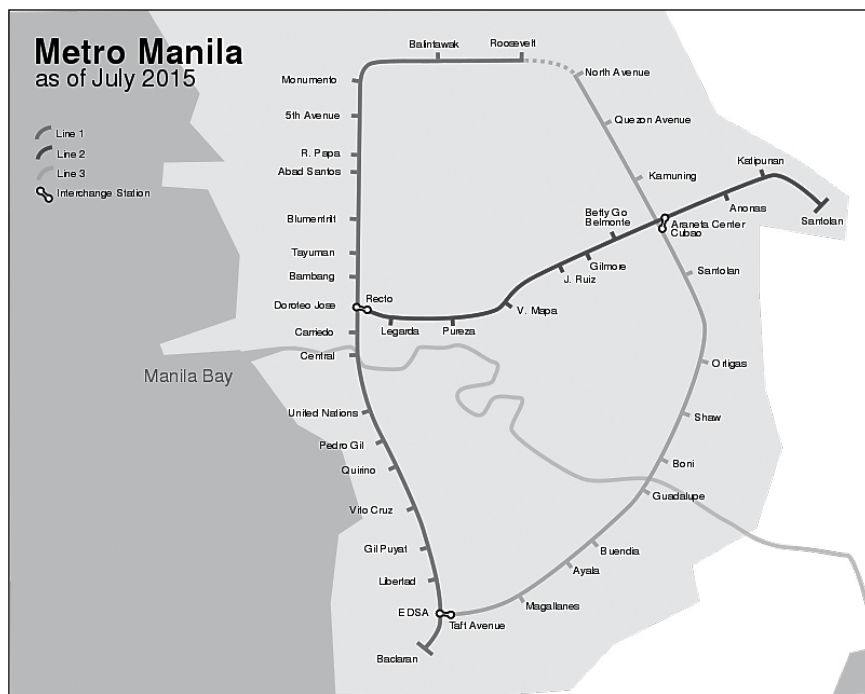 Metro Manila
as of July 2015
Line 1
Line 2
Line 3
Interchange Station
Balintawak
Roosevelt
Monumento
North Avenue
5th Avenue
Quezon Avenue
R. Papa
Abad Santos
Katipunan
Kamuning
Anonas
Santolan
Blumentritt
Betty Go
Belmonte
Araneta Center
Cubao
Tayuman
Gilmore
Santolan
Bambang
J. Ruiz
Doroteo Jose
Recto
V. Mapa
Carriedo
Legarda
Pureza
Central
Ortigas
Manila Bay
United Nations
Shaw
Pedro Gil
Quirino
Boni
Guadalupe
Vito Cruz
Gil Puyat
Buendia
Ayala
Libertad
EDSA
Magallanes
Taft Avenue
Baclaran